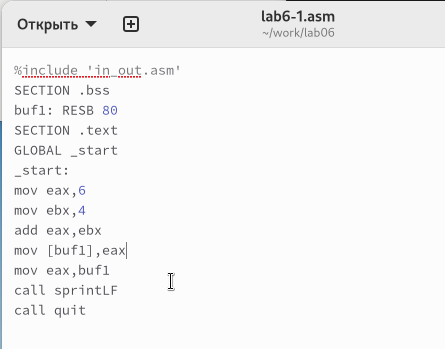 Открыть
lab6-1.asm
~/work/lab06
%include 'in_out.asm'
SECTION .bss
buf1: RESB 80
SECTION .text
GLOBAL _start
_start:
mov eax,6
mov ebx,4
add eax,ebx
mov [buf1],eax
mov eax,buf1
call sprintLF
call quit